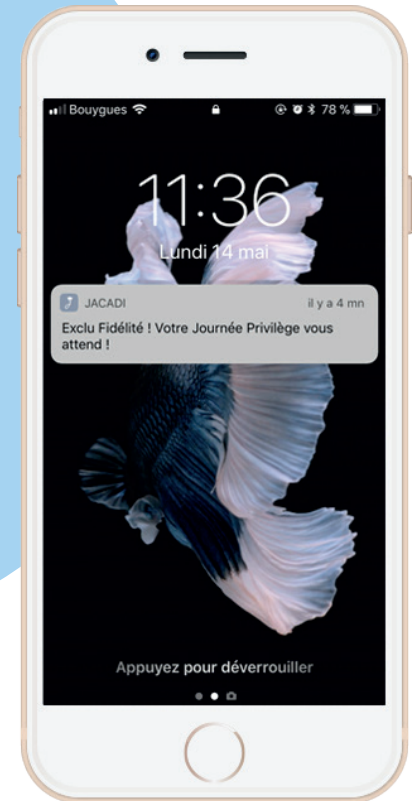 Bouygues 78 %
11:36
Lundi 14 mai
JACADI il y a 4 mn
Exclu Fidélité ! Votre Journée Privilège vous
attend !
Appuyez pour déverrouiller